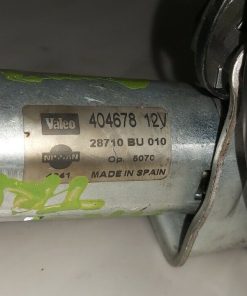 Valeo 404678 12V
28710 BU 010
NISSAN Op. 5070
MADE IN SPAIN